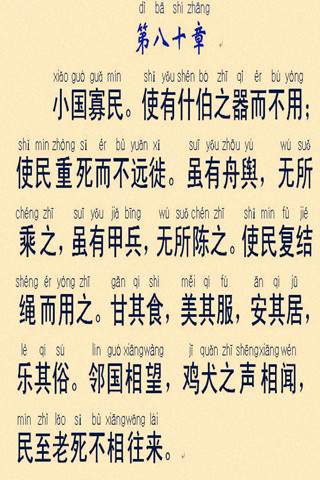 dì bā shí zhāng
第八十章
xiǎo guó guǎ mín shǐ yǒu shén bó zhī qì ér bú yòng
小国寡民。使有什伯之器而不用；
shǐ mín zhòng sǐ ér bù yuǎn xǐ suī yǒu zhōu yú wú suǒ
使民重死而不远徙。虽有舟舆，无所
chéng zhī suī yǒu jiǎ bīng wú suǒ chén zhī shǐ mín fù jié
乘之，虽有甲兵，无所陈之。使民复结
shéng ér yòng zhī gān qí shí měi qí fú ān qí jū
绳而用之。甘其食，美其服，安其居，
lè qí sú lín guó xiāng wàng jī quǎn zhī shēng xiāng wén
乐其俗。邻国相望，鸡犬之声相闻，
mín zhì lǎo sǐ bù xiāng wǎng lái
民至老死不相往来。